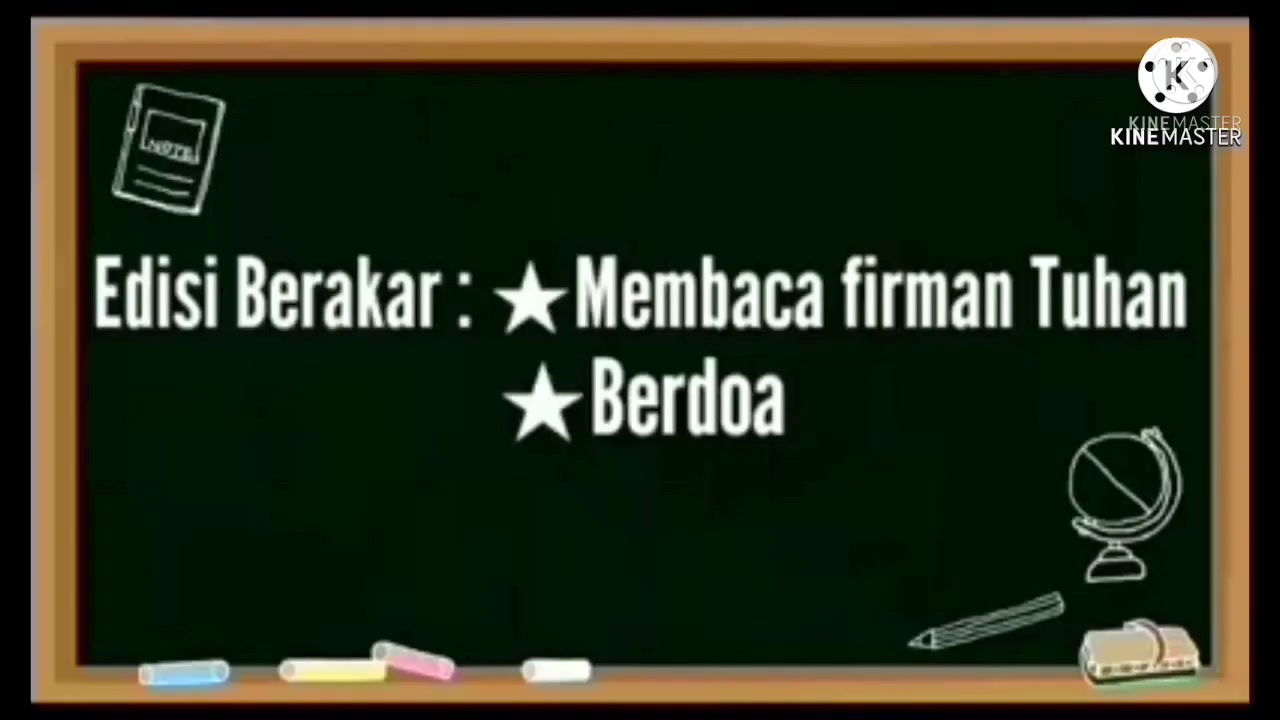 KINEMASTER
KINEMASTER
NOTE
Edisi Berakar : ★Membaca firman Tuhan
★Berdoa